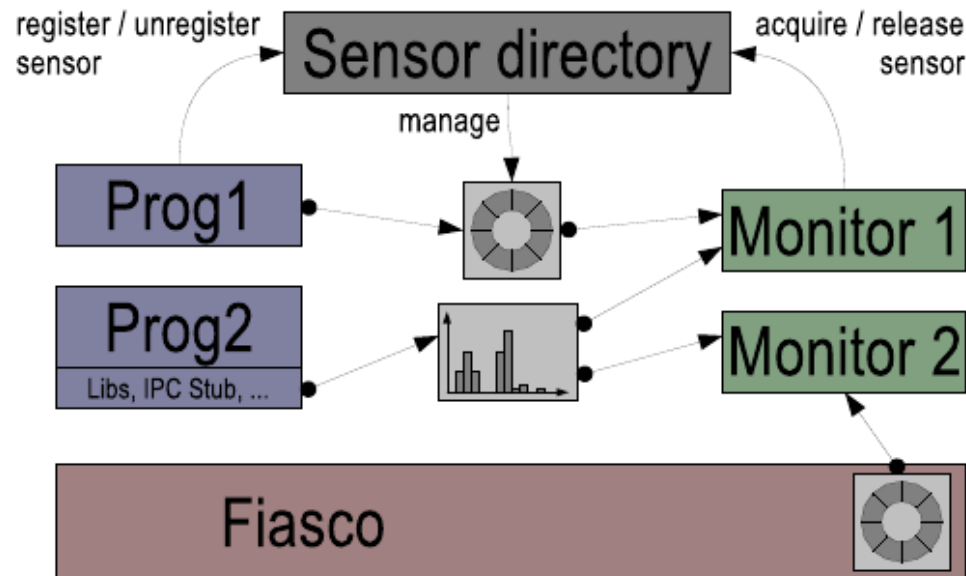 register / unregister
sensor
Sensor directory
acquire / release
sensor
manage
Prog1
Monitor 1
Prog2
Libs, IPC Stub, ...
Monitor 2
Fiasco